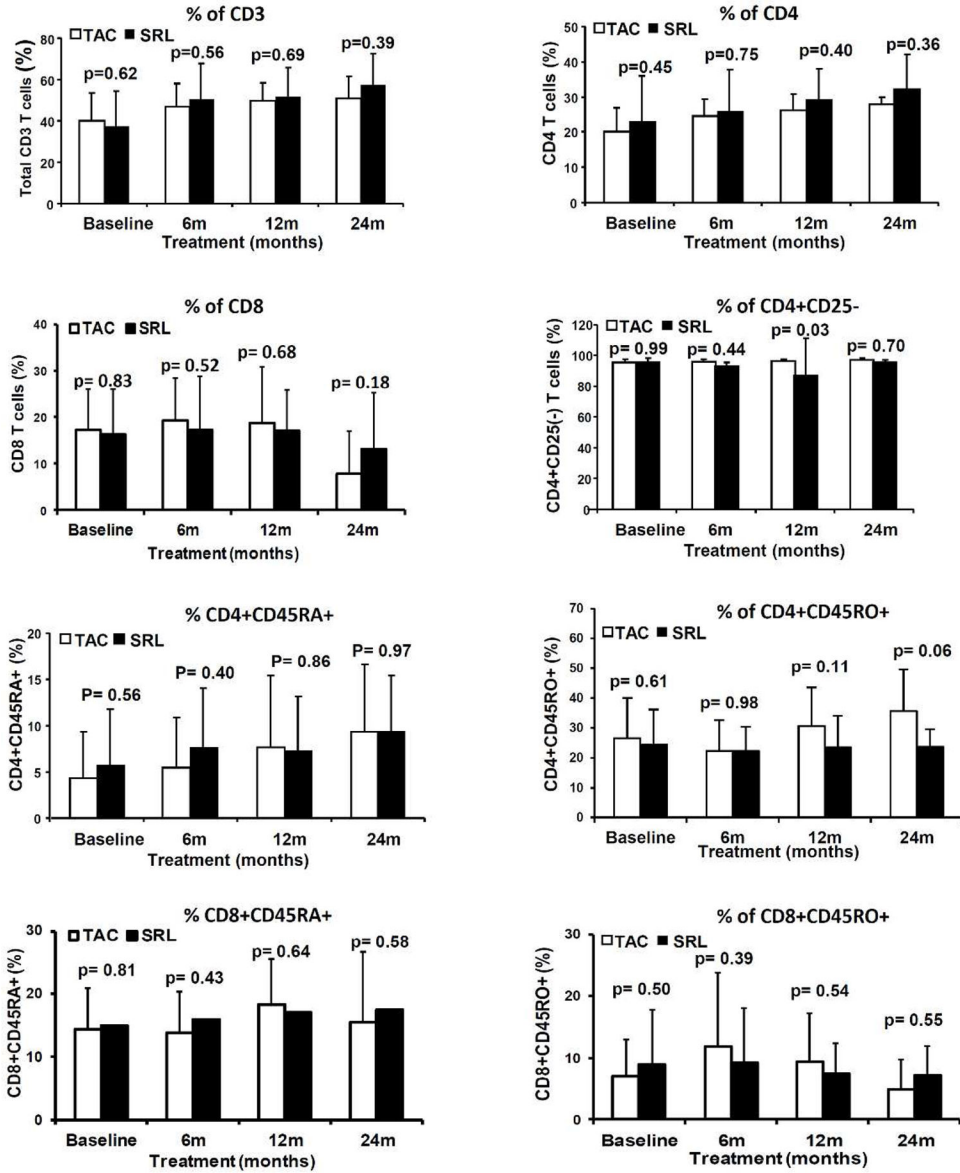 % of CD3
Total CD3 T cells (%)
TAC SRL
80
60
40
20
0
p=0.62
p=0.56
p=0.69
p=0.39
Baseline 6m 12m 24m
Treatment (months)
% of CD4
CD4 T cells (%)
TAC SRL
50
40
30
20
10
0
p=0.45
p=0.75
p=0.40
p=0.36
Baseline 6m 12m 24m
Treatment (months)
% of CD8
CD8 T cells (%)
TAC SRL
40
30
20
10
0
p= 0.83
p= 0.52
p= 0.68
p= 0.18
Baseline 6m 12m 24m
Treatment (months)
% of CD4+CD25-
CD4+CD25(-) T cells (%)
TAC SRL
120
100
80
60
40
20
0
p= 0.99
p= 0.44
p= 0.03
p= 0.70
Baseline 6m 12m 24m
Treatment (months)
% CD4+CD45RA+
CD4+CD45RA+ (%)
TAC SRL
20
15
10
5
0
P= 0.56
P= 0.40
P= 0.86
P= 0.97
Baseline 6m 12m 24m
Treatment (months)
% of CD4+CD45RO+
CD4+CD45RO+ (%)
TAC SRL
70
60
50
40
30
20
10
0
p= 0.61
p= 0.98
p= 0.11
p= 0.06
Baseline 6m 12m 24m
Treatment (months)
% CD8+CD45RA+
CD8+CD45RA+ (%)
TAC SRL
30
20
10
0
p= 0.81
p= 0.43
p= 0.64
p= 0.58
Baseline 6m 12m 24m
Treatment (months)
% of CD8+CD45RO+
CD8+CD45RO+ (%)
TAC SRL
30
20
10
0
p= 0.50
p= 0.39
p= 0.54
p= 0.55
Baseline 6m 12m 24m
Treatment (months)